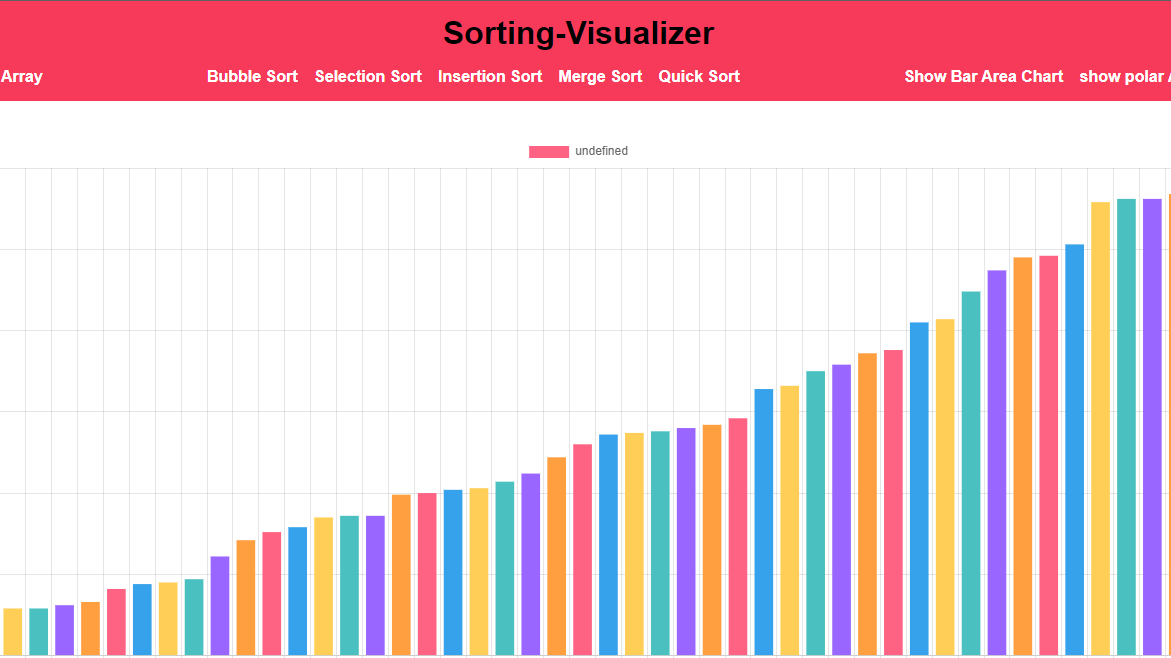 Sorting-Visualizer
Array Bubble Sort Selection Sort Insertion Sort Merge Sort Quick Sort Show Bar Area Chart show polar
undefined